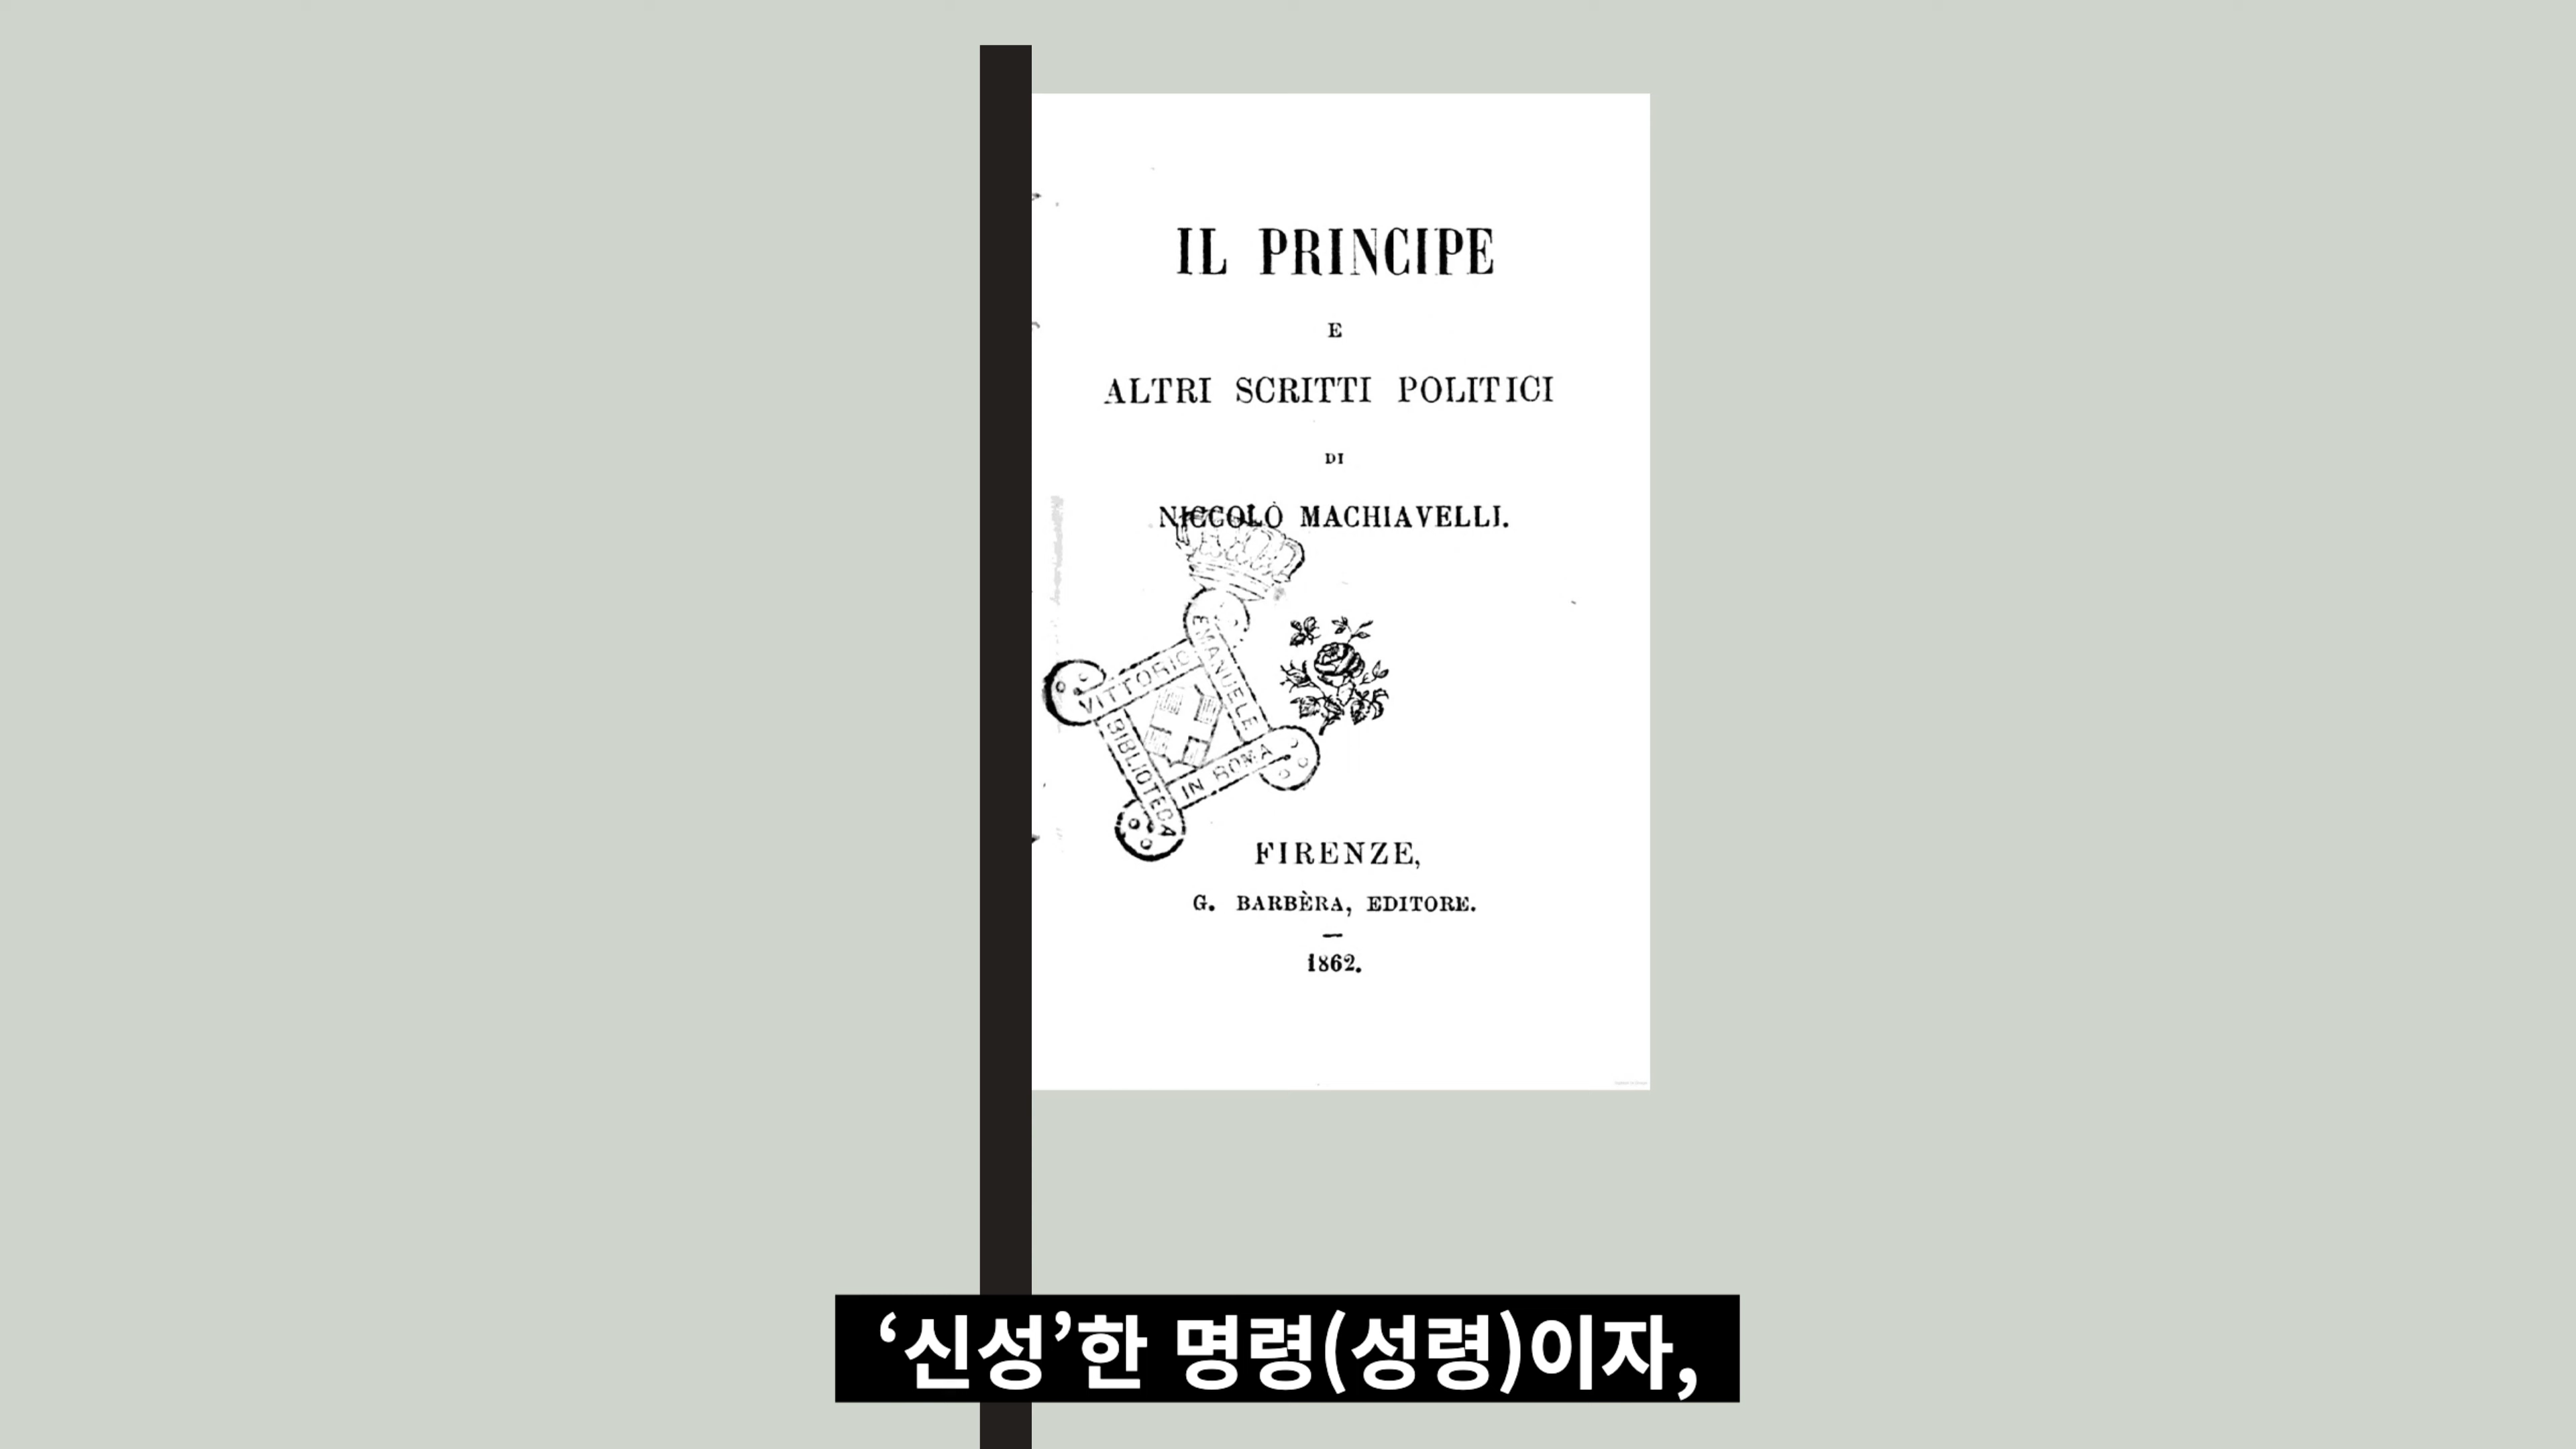 IL PRINCIPE
E
ALTRI SCRITTI POLITICI
DI
NICCOLÒ MACHIAVELLI.
VITTORIO
EMANUELE
BIBLIOTECA
IN ROMA
FIRENZE,
G. BARBÈRA, EDITORE.
1862.
‘신성’한 명령(성령)이자,